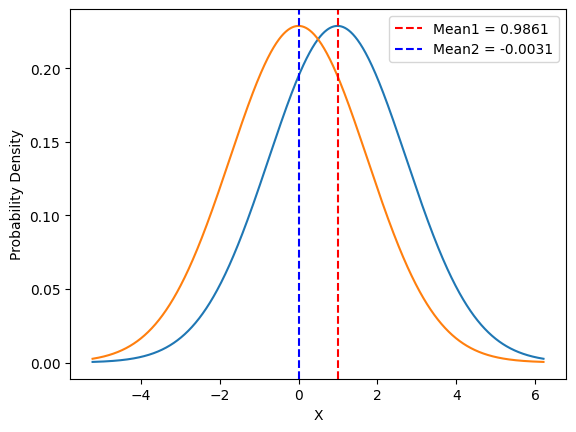 Mean1 = 0.9861
Mean2 = -0.0031
Probability Density
0.20
0.15
0.10
0.05
0.00
−4
−2
0
2
4
6
X